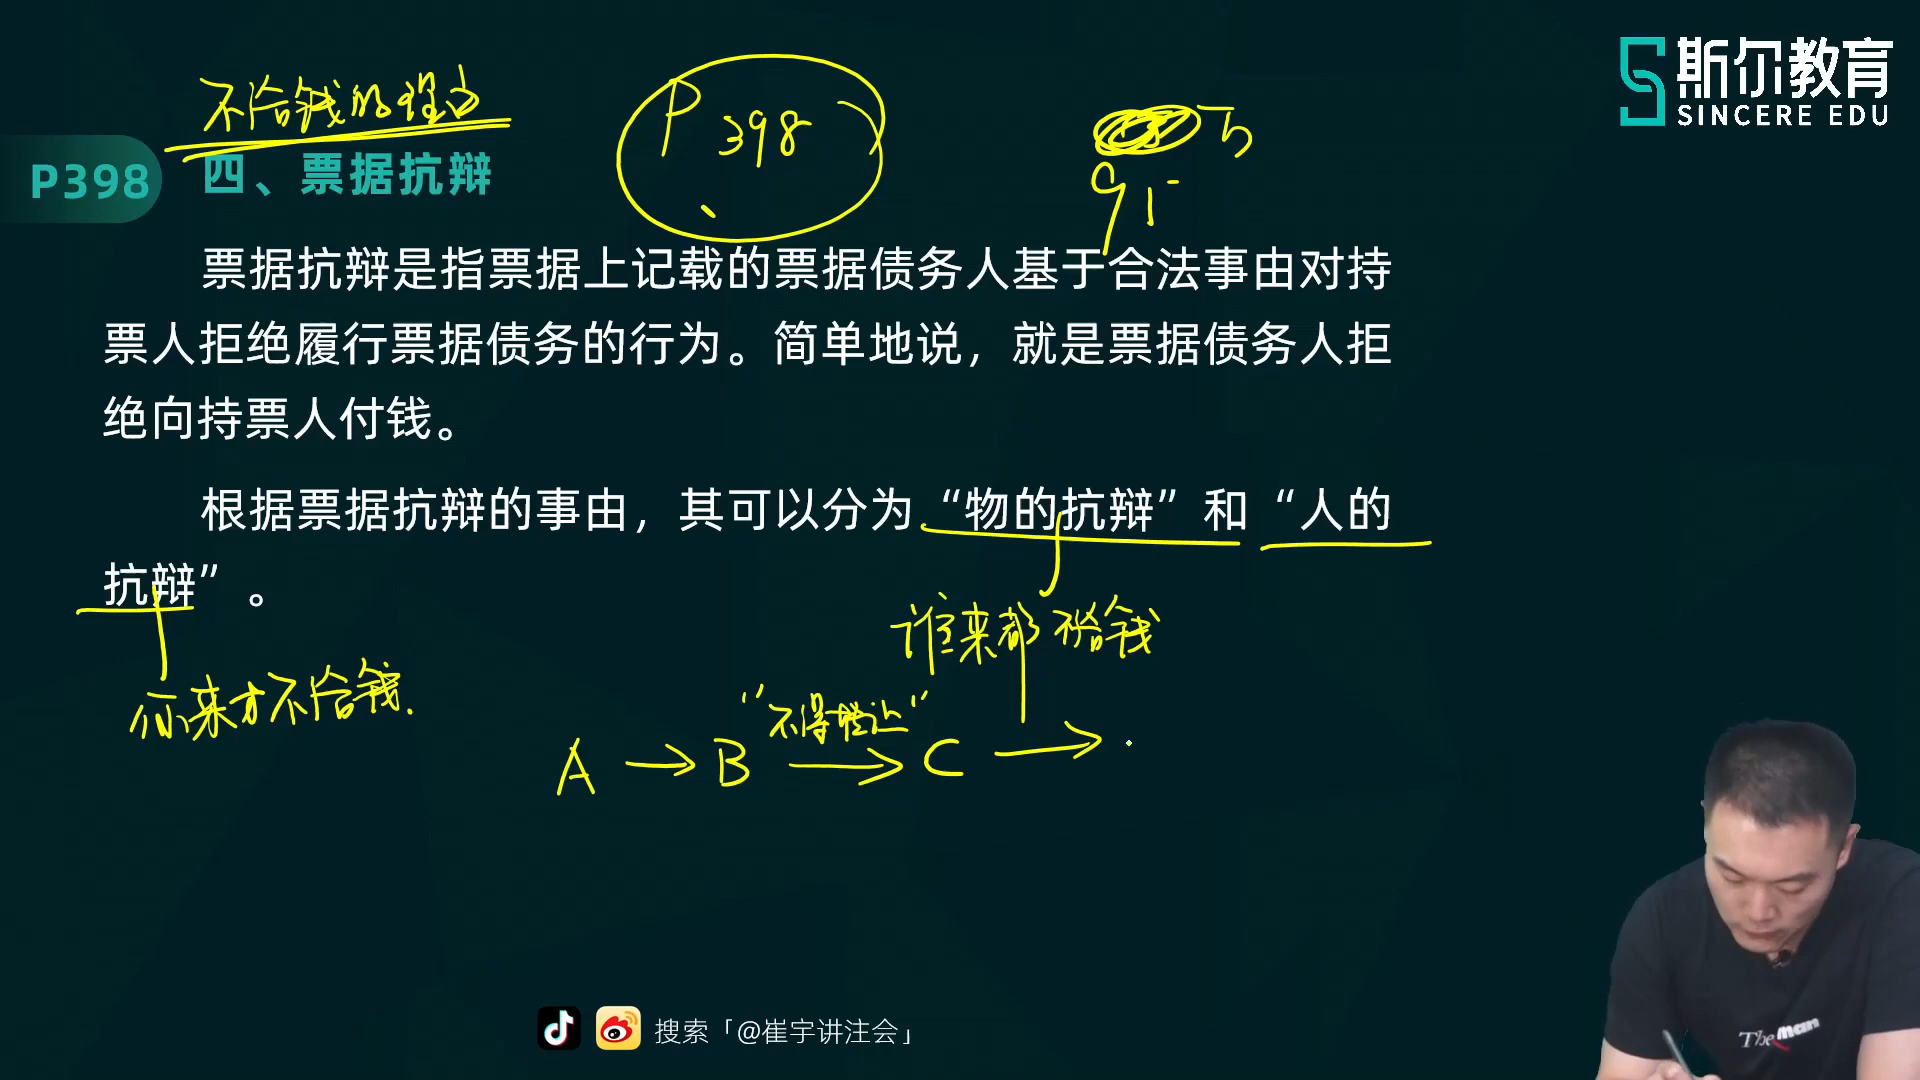 斯尔教育
SINCERE EDU
不给钱的理由
P 398
95
P398
四、票据抗辩
票据抗辩是指票据上记载的票据债务人基于合法事由对持
票人拒绝履行票据债务的行为。简单地说，就是票据债务人拒
绝向持票人付钱。
根据票据抗辩的事由，其可以分为“物的抗辩”和“人的
抗辩”。
谁来都不给钱
你来才不给钱.
“不得转让”
A → B → C →
The Man
搜索「@崔宇讲注会」